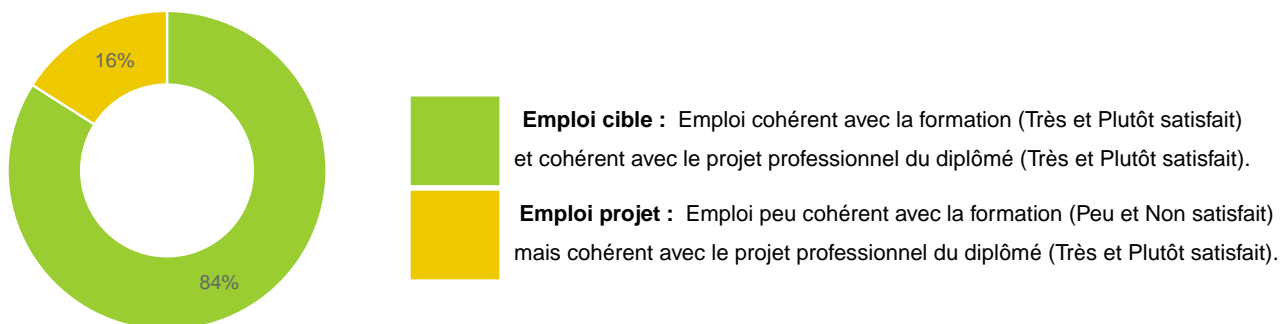 16%
84%
Emploi cible : Emploi cohérent avec la formation (Très et Plutôt satisfait)
et cohérent avec le projet professionnel du diplômé (Très et Plutôt satisfait).
Emploi projet : Emploi peu cohérent avec la formation (Peu et Non satisfait)
mais cohérent avec le projet professionnel du diplômé (Très et Plutôt satisfait).